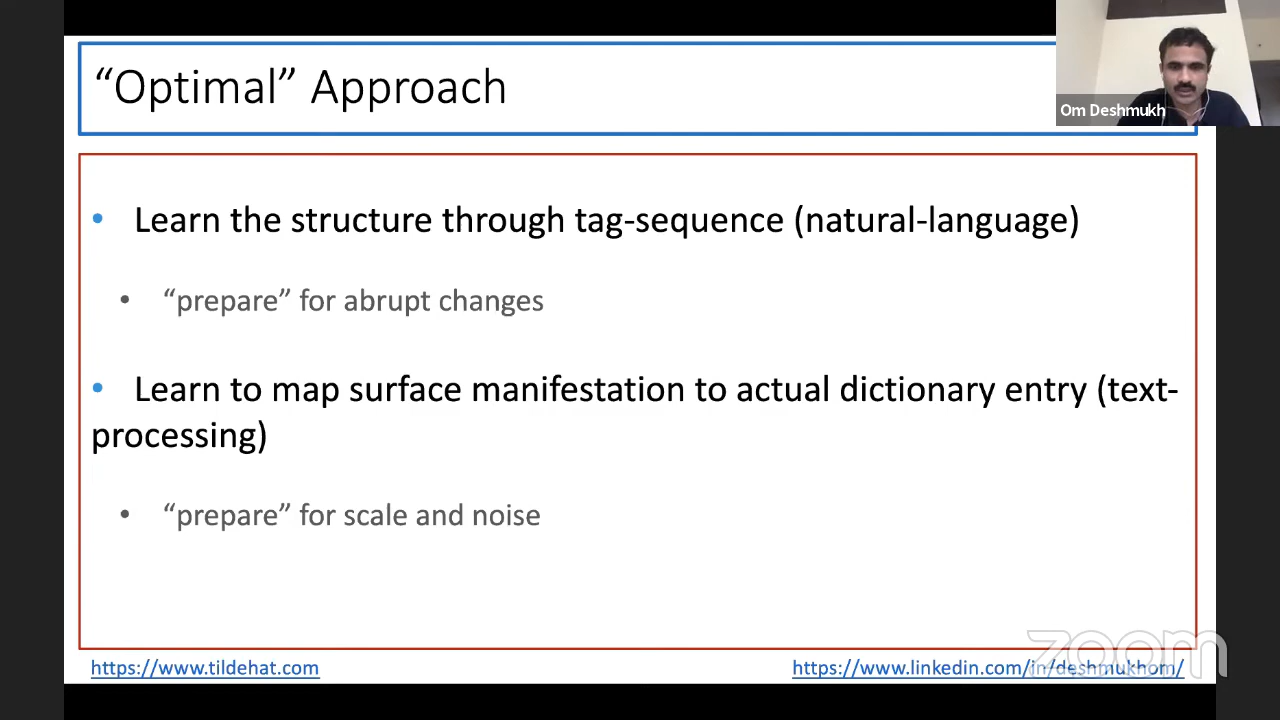 “Optimal” Approach
Om Deshmukh
• Learn the structure through tag-sequence (natural-language)
• “prepare” for abrupt changes
• Learn to map surface manifestation to actual dictionary entry (text-
processing)
• “prepare” for scale and noise
zoom
https://www.tildehat.com
https://www.linkedin.com/in/deshmukhom/